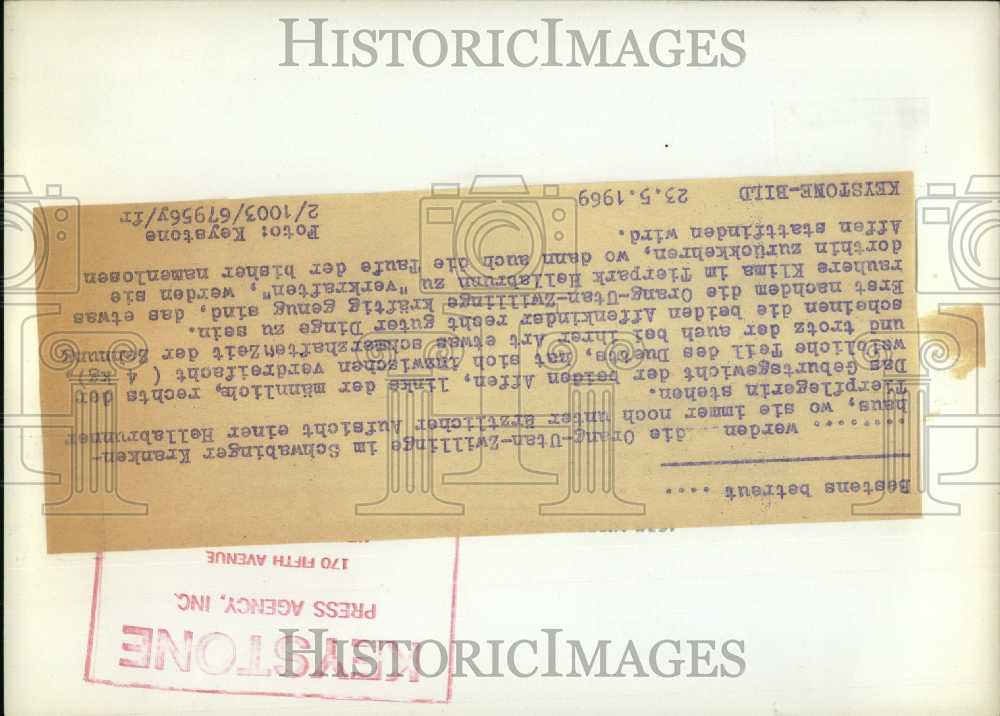 HISTORICIMAGES
Bestens betreut ....
......... werden ...die Orang-Utan-Zwillinge im Schwabinger Kranken-
haus, wo sie immer noch unter ärztlicher Aufsicht einer Hellabrunner
Tierpflegerin stehen.
Das Geburtsgewicht der beiden Affen, links der männliche, rechts der
weibliche Teil des Duetts, hat sich inzwischen verdreifacht ( 4 kg)
und trotz der auch bei ihrer Art etwas schmerzhaften Zeit der Zahnung
scheinen die beiden Affenkinder recht guter Dinge zu sein.
Erst nachdem die Orang-Utan-Zwillinge kräftig genug sind, das etwas
rauhere Klima im Tierpark Hellabrunn zu "verkraften", werden sie
dorthin zurückkehren, wo dann auch die Taufe der bisher namenlosen
Affen stattfinden wird.
Foto: Keystone
KEYSTONE-BILD 23.5.1969 2/1003/67956y/fr
KEYSTONE
PRESS AGENCY, INC.
170 FIFTH AVENUE
HISTORICIMAGES